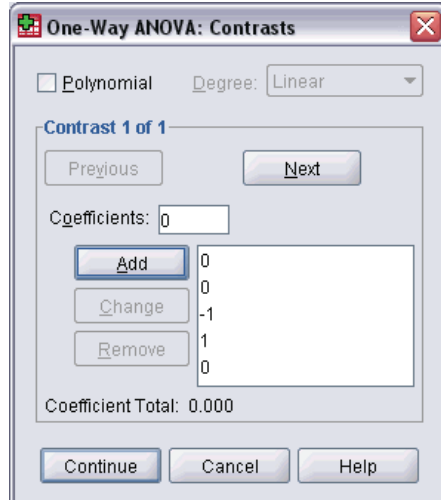 One-Way ANOVA: Contrasts
Polynomial Degree: Linear
Contrast 1 of 1
Previous Next
Coefficients: 0
Add
Change
Remove
0
0
-1
1
0
Coefficient Total: 0.000
Continue Cancel Help